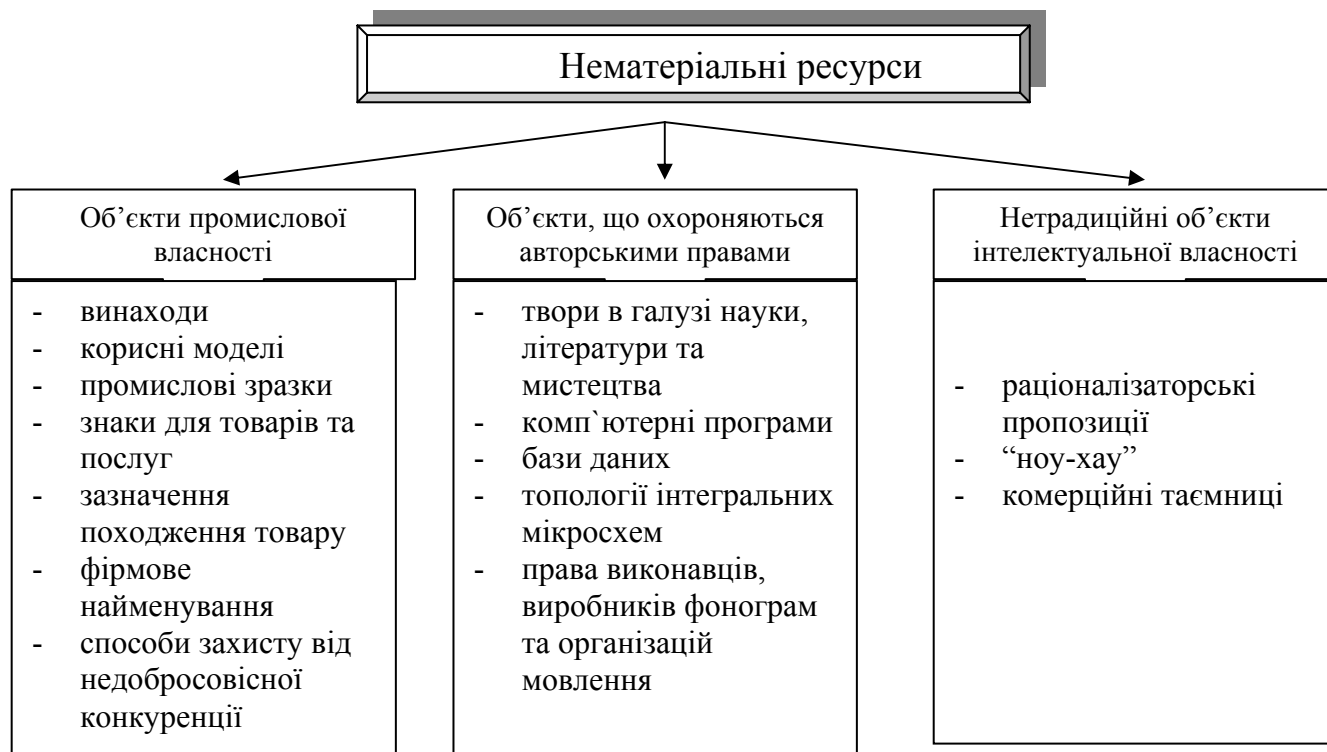 Нематеріальні ресурси
Об’єкти промислової
власності
- винаходи
- корисні моделі
- промислові зразки
- знаки для товарів та
послуг
- зазначення
походження товару
- фірмове
найменування
- способи захисту від
недобросовісної
конкуренції
Об’єкти, що охороняються
авторськими правами
- твори в галузі науки,
літератури та
мистецтва
- комп`ютерні програми
- бази даних
- топології інтегральних
мікросхем
- права виконавців,
виробників фонограм
та організацій
мовлення
Нетрадиційні об’єкти
інтелектуальної власності
- раціоналізаторські
пропозиції
- “ноу-хау”
- комерційні таємниці